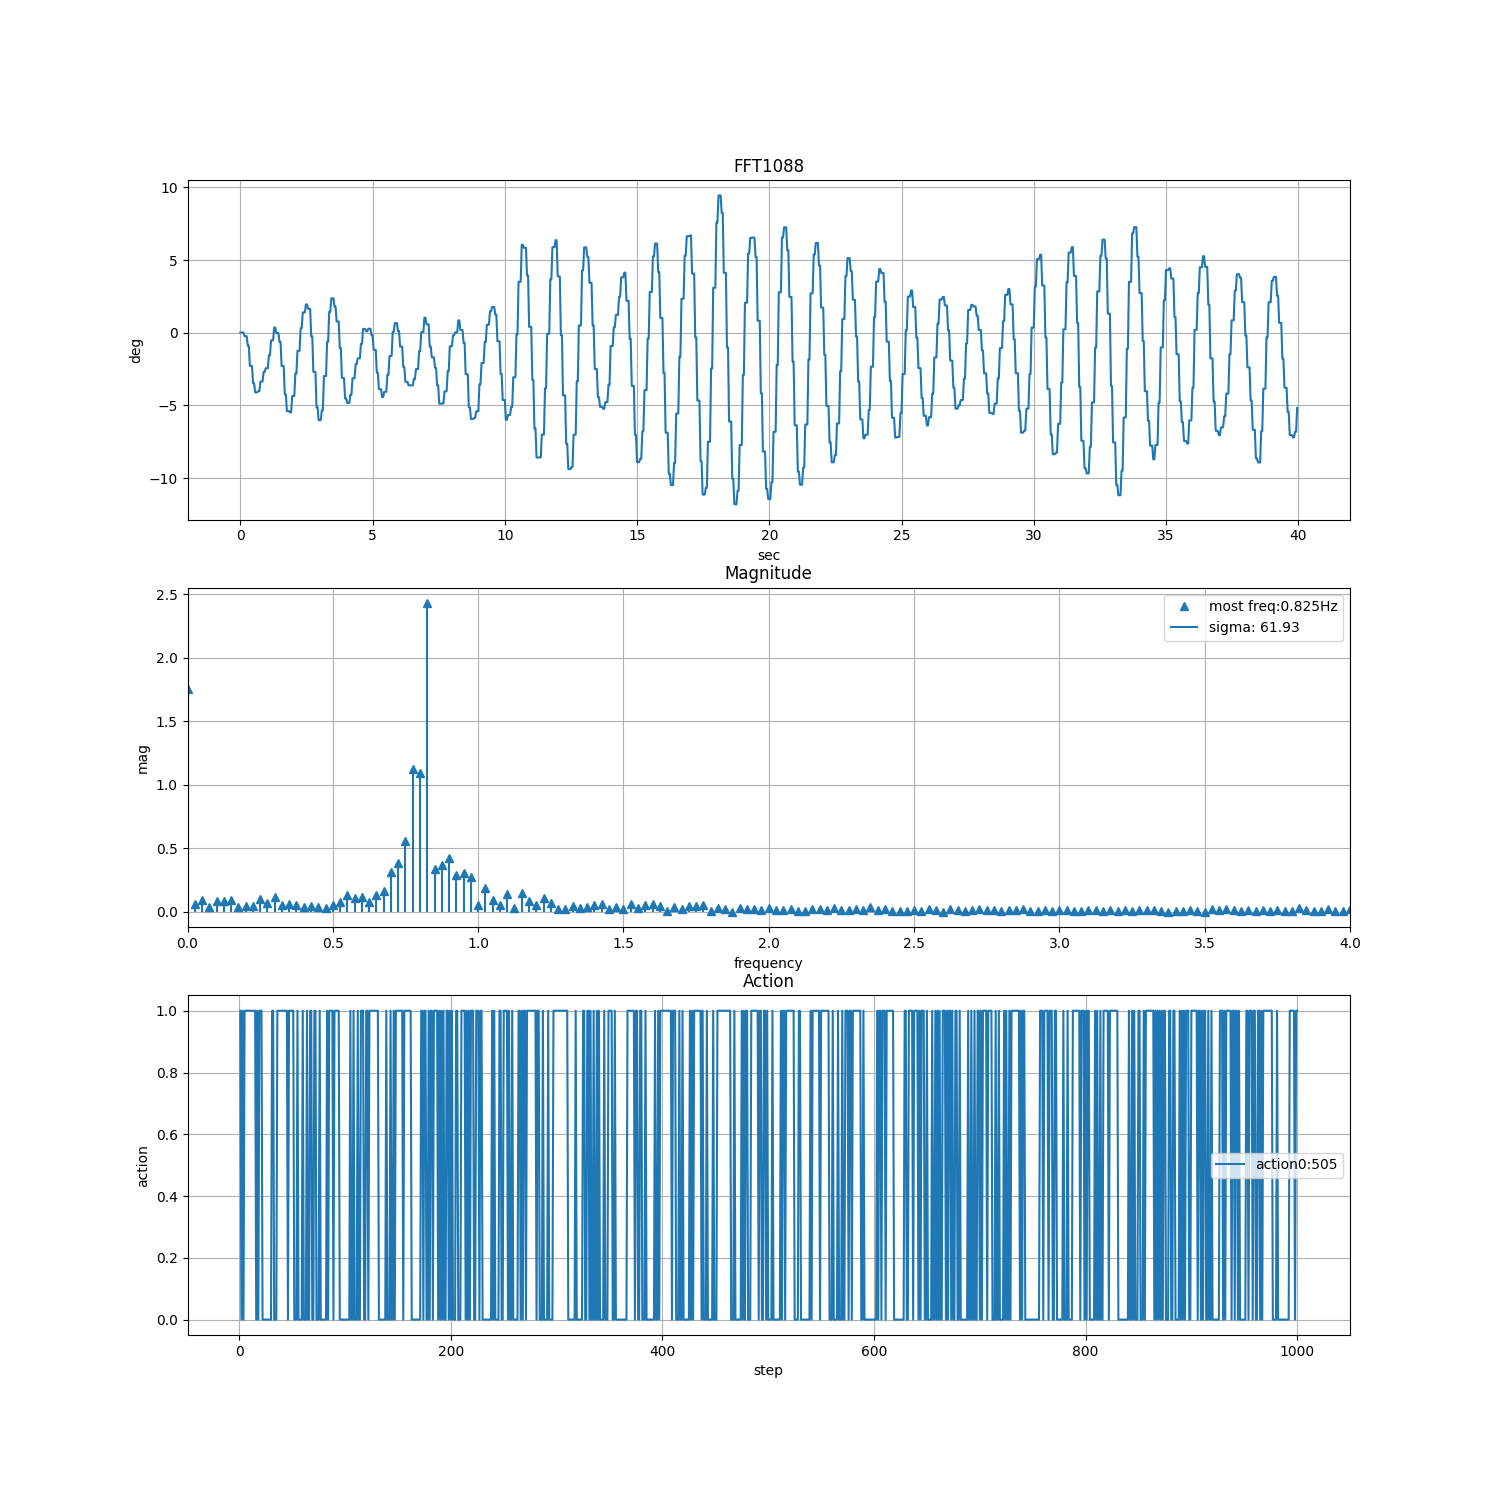 FFT1088
10
5
0
−5
−10
deg
0 5 10 15 20 25 30 35 40
sec
Magnitude
2.5
2.0
1.5
1.0
0.5
0.0
mag
most freq:0.825Hz
sigma: 61.93
0.0 0.5 1.0 1.5 2.0 2.5 3.0 3.5 4.0
frequency
Action
1.0
0.8
0.6
0.4
0.2
0.0
action
action0:505
0 200 400 600 800 1000
step